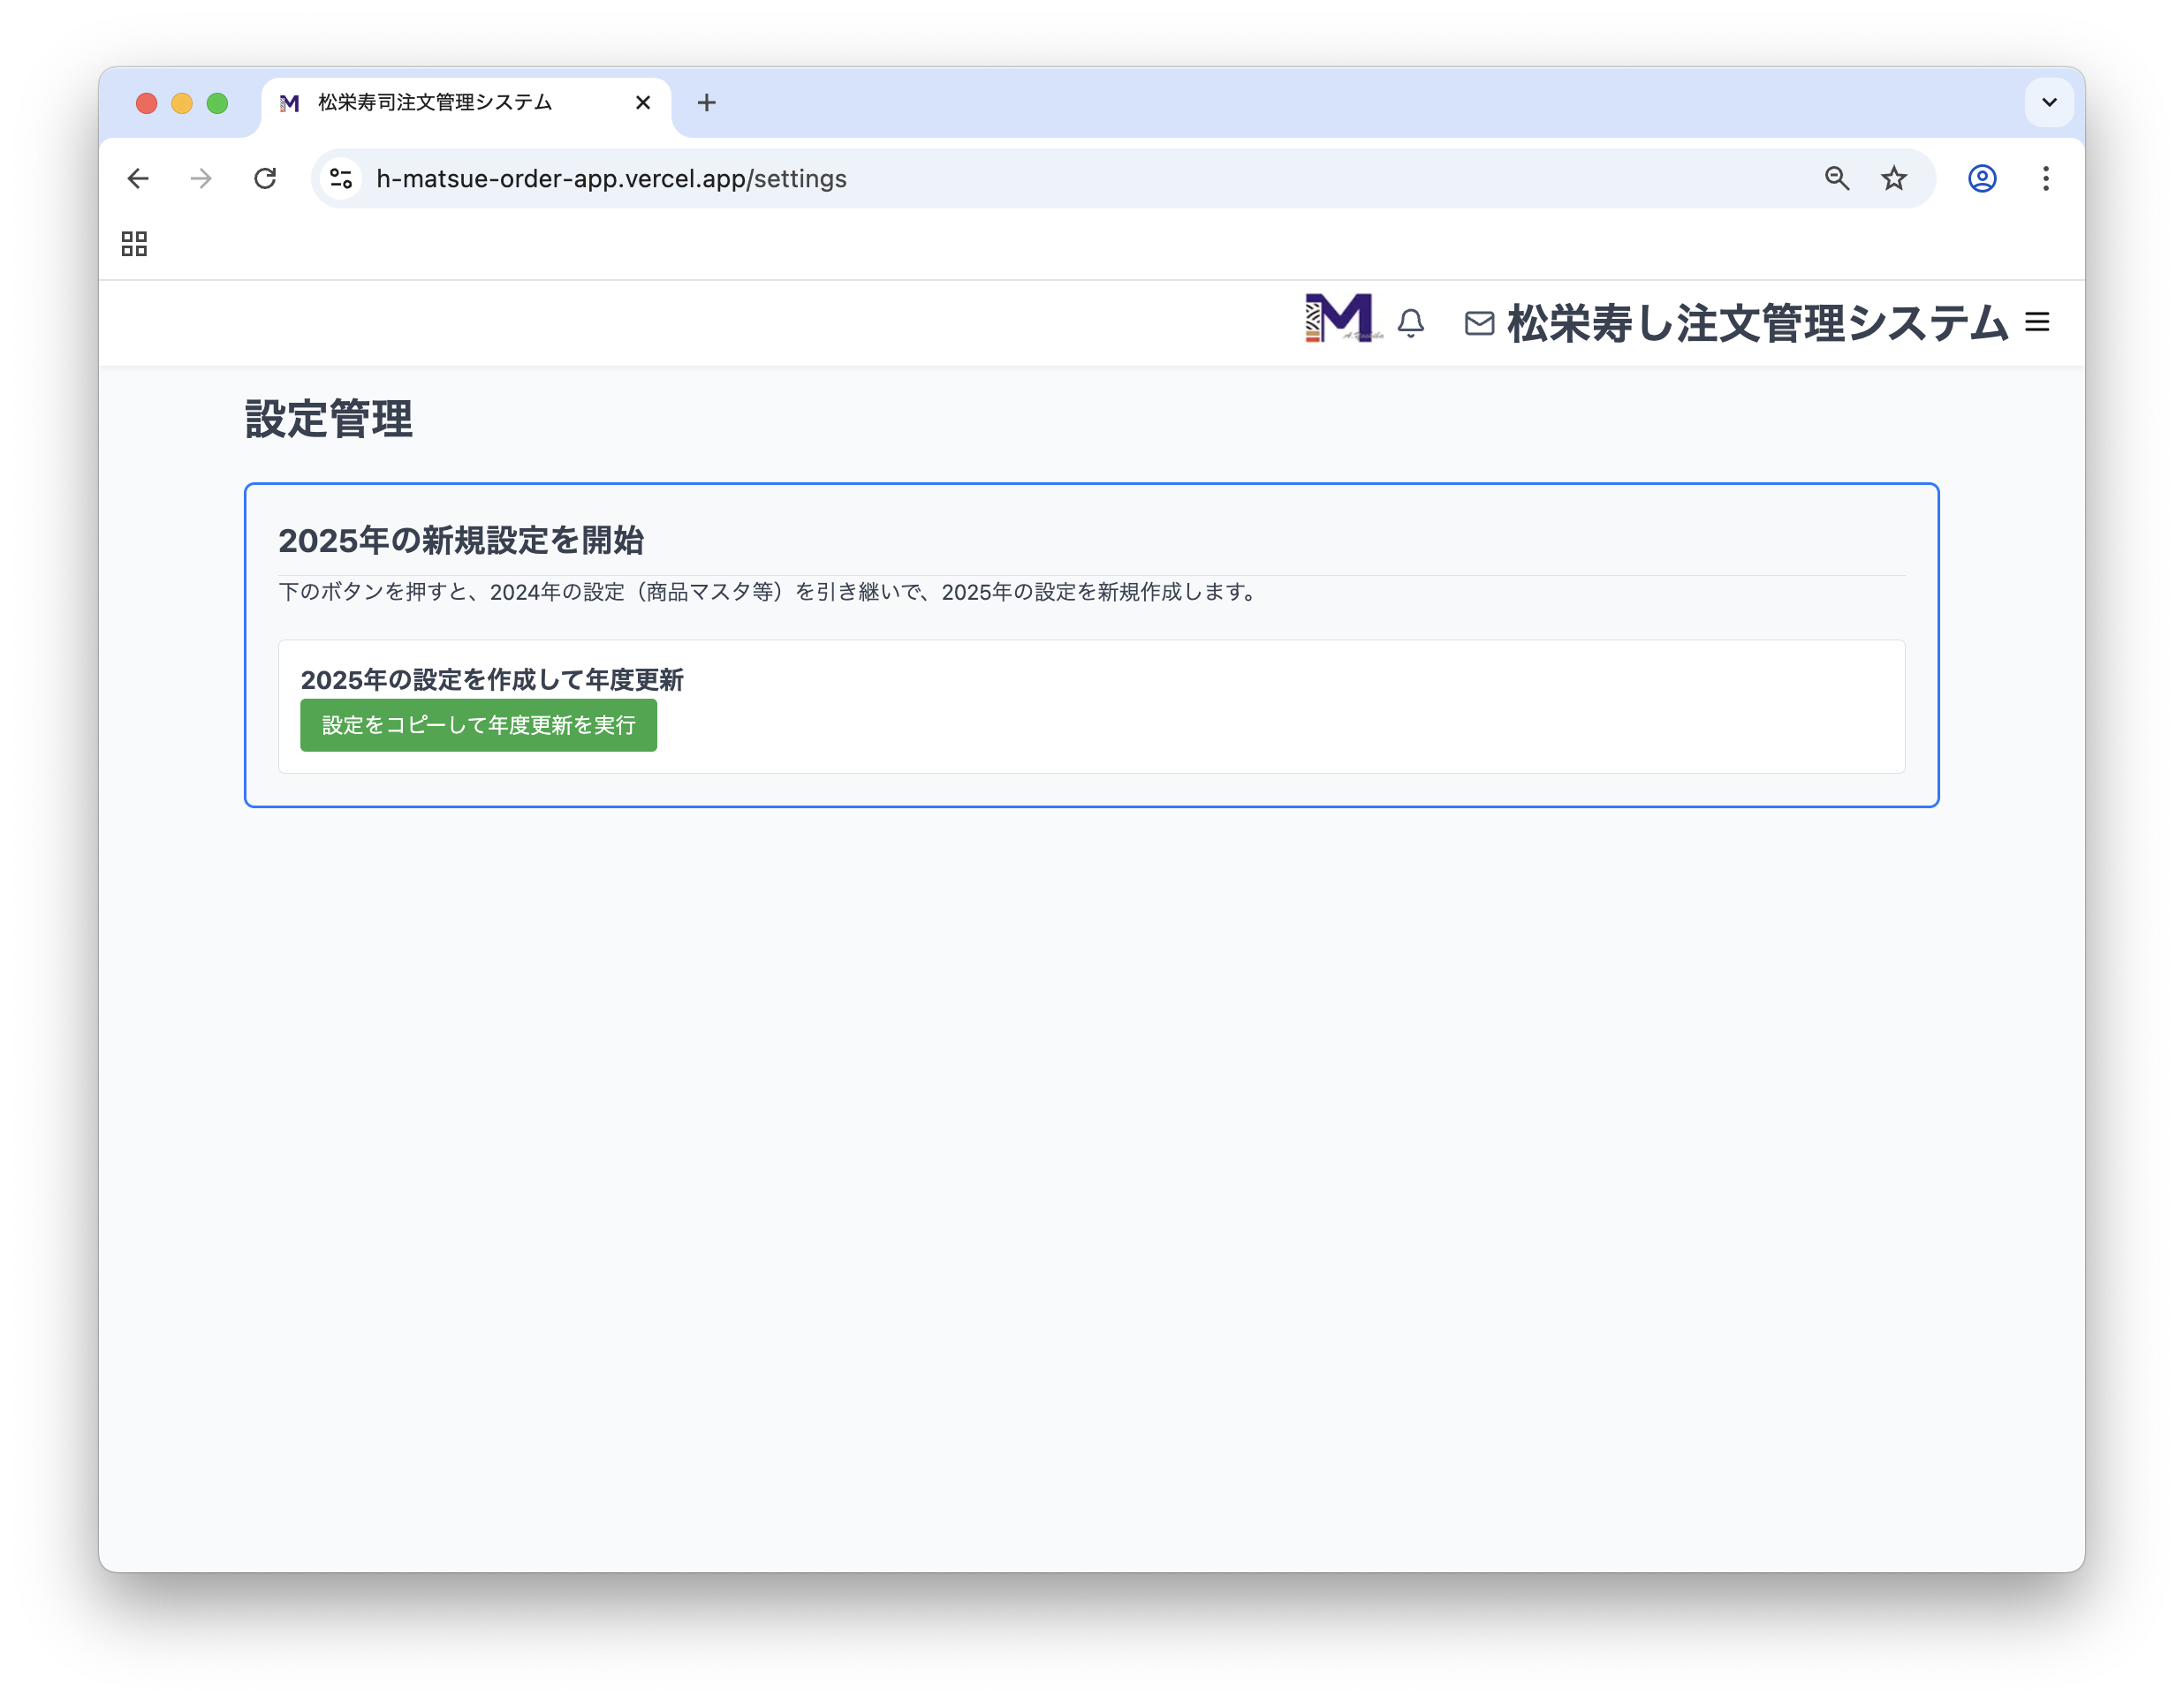 松栄寿司注文管理システム
h-matsue-order-app.vercel.app/settings
M
松栄寿し注文管理システム
設定管理
2025年の新規設定を開始
下のボタンを押すと、2024年の設定（商品マスタ等）を引き継いで、2025年の設定を新規作成します。
2025年の設定を作成して年度更新
設定をコピーして年度更新を実行